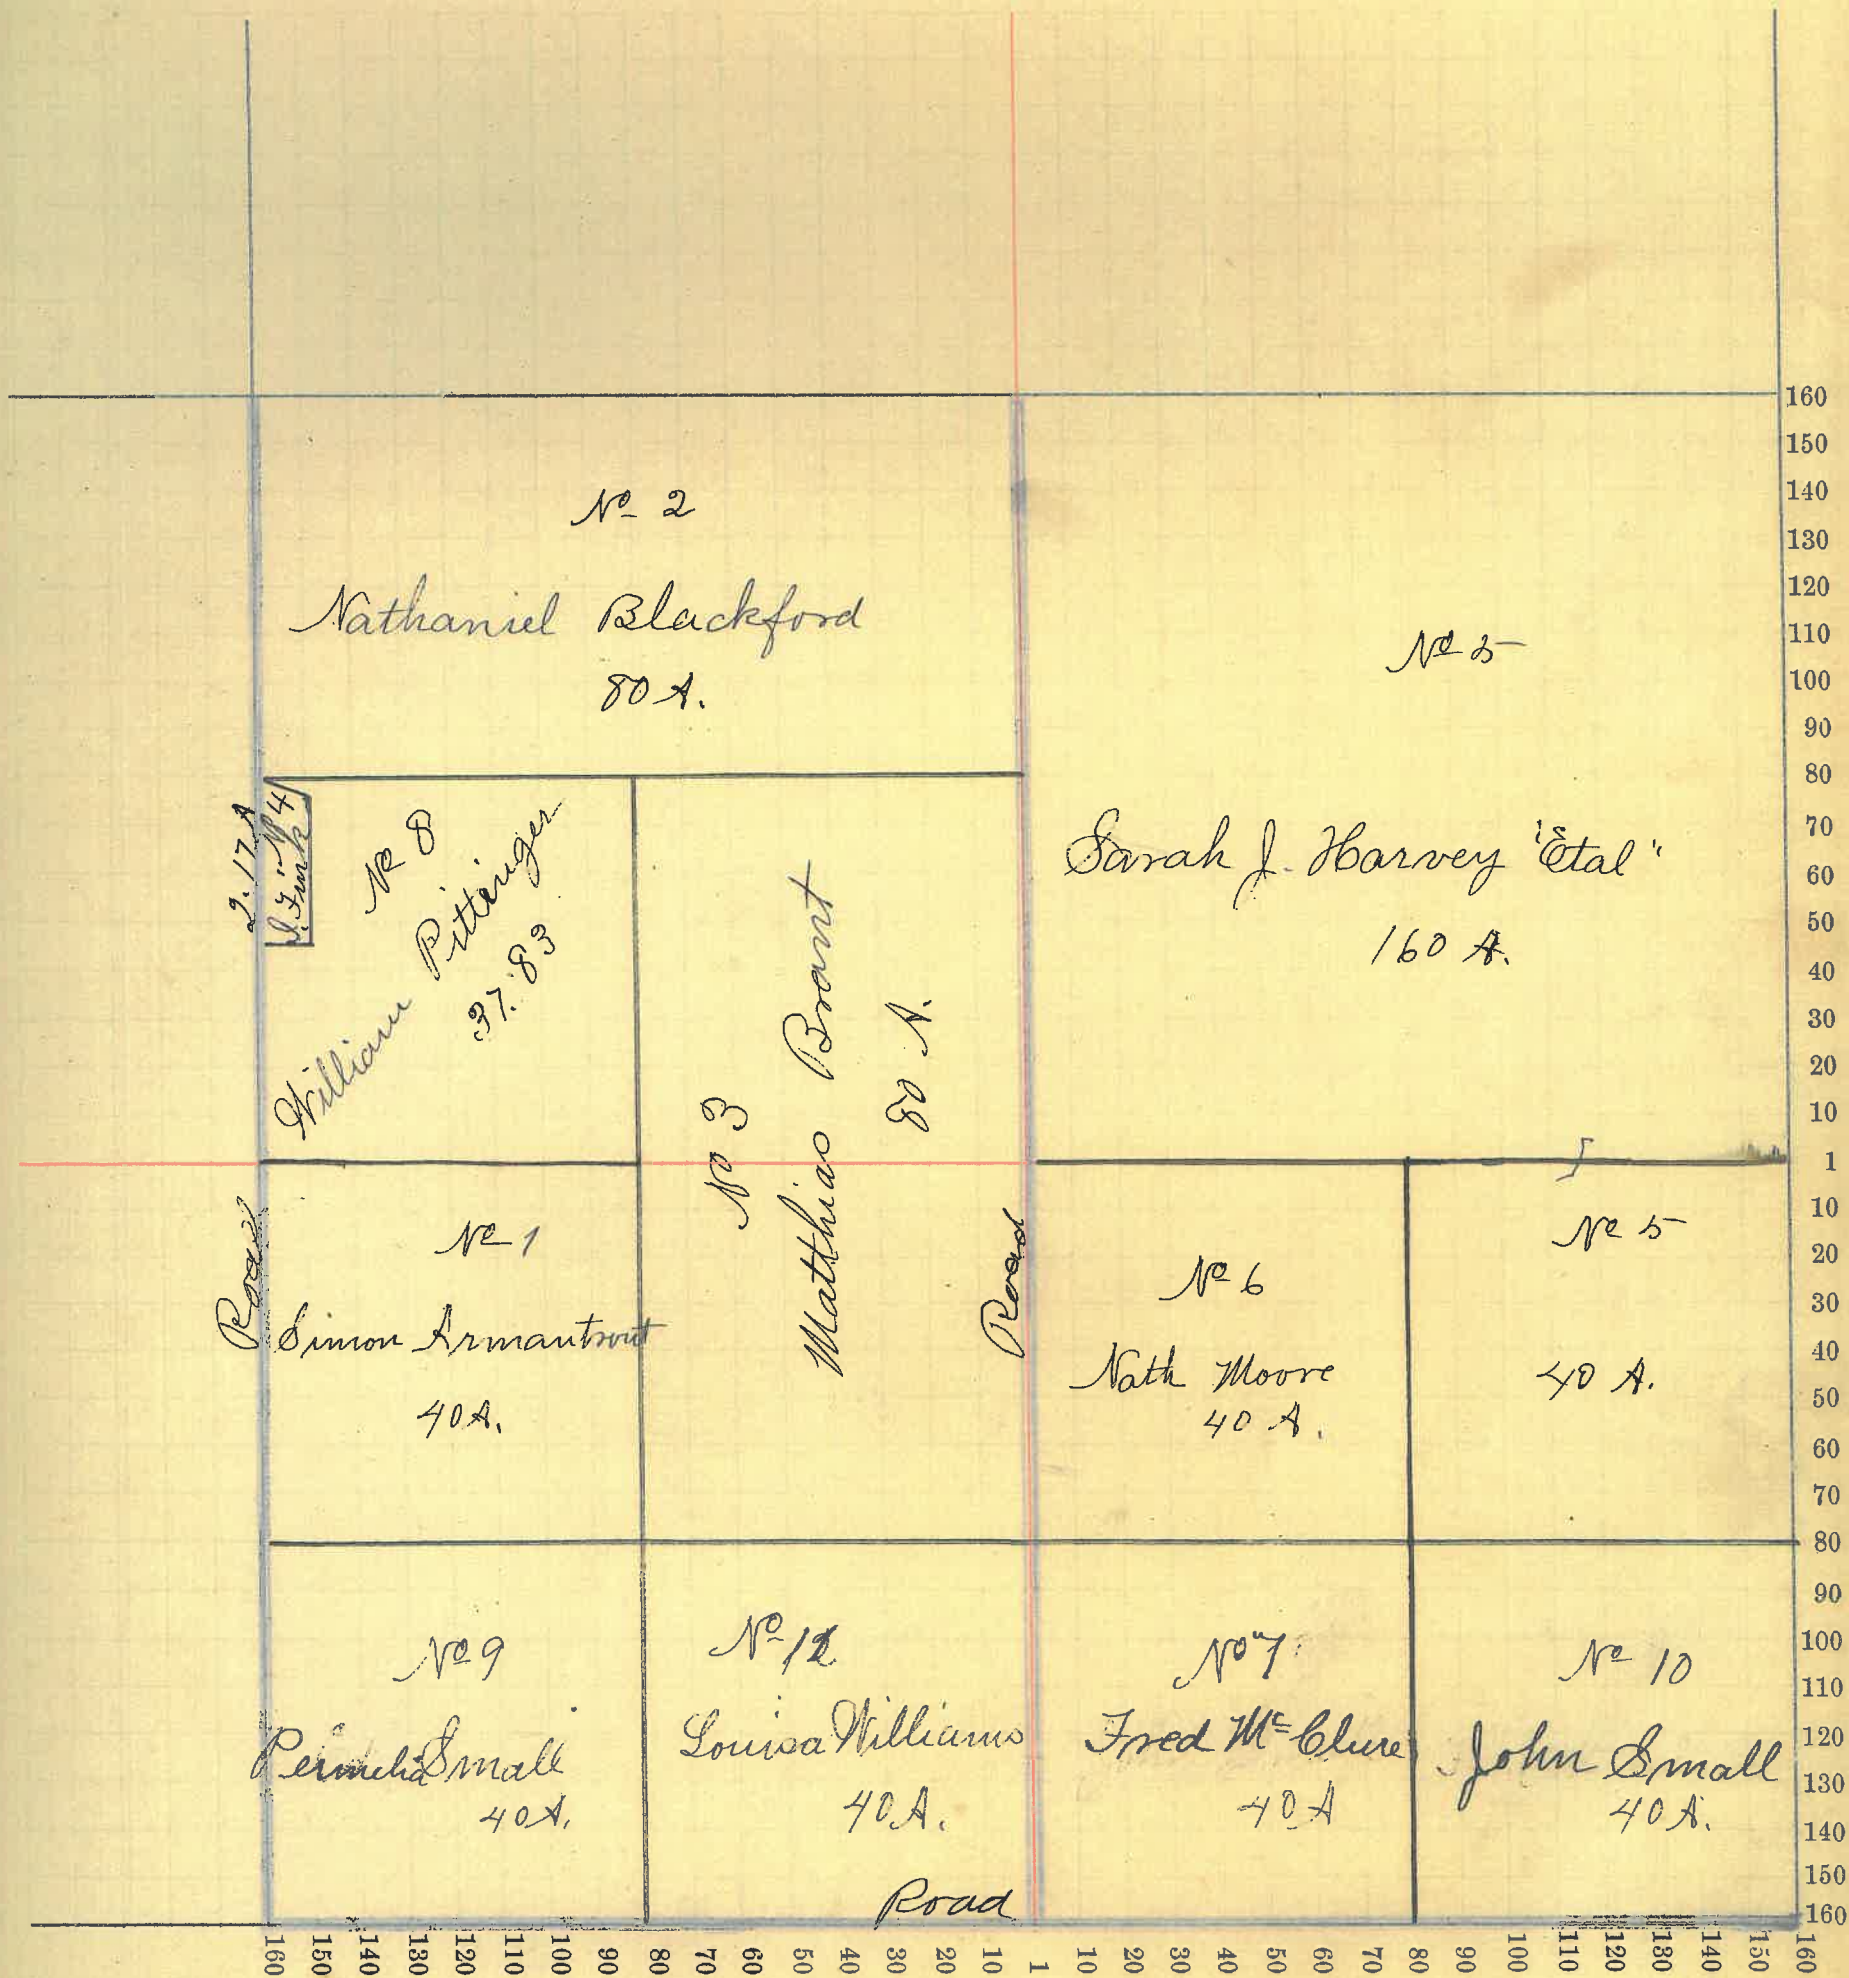 No 2
Nathaniel Blackford
80 A.
No 5
Sarah J. Harvey "Etal"
160 A.
2.17 A
No 4
No 8
William Pittenger
37.83
No 3
Matthias Brant
80 A.
Road
No 1
Simon Armantrout
40 A.
Road
No 6
Nath Moore
40 A.
No 5
40 A.
No 9
Permelia Small
40 A.
No 12
Louisa Williams
40 A.
No 7
Fred McClure
40 A
No 10
John Small
40 A.
Road
160
150
140
130
120
110
100
90
80
70
60
50
40
30
20
10
1
10
20
30
40
50
60
70
80
90
100
110
120
130
140
150
160
160 150 140 130 120 110 100 90 80 70 60 50 40 30 20 10 1 10 20 30 40 50 60 70 80 90 100 110 120 130 140 150 160